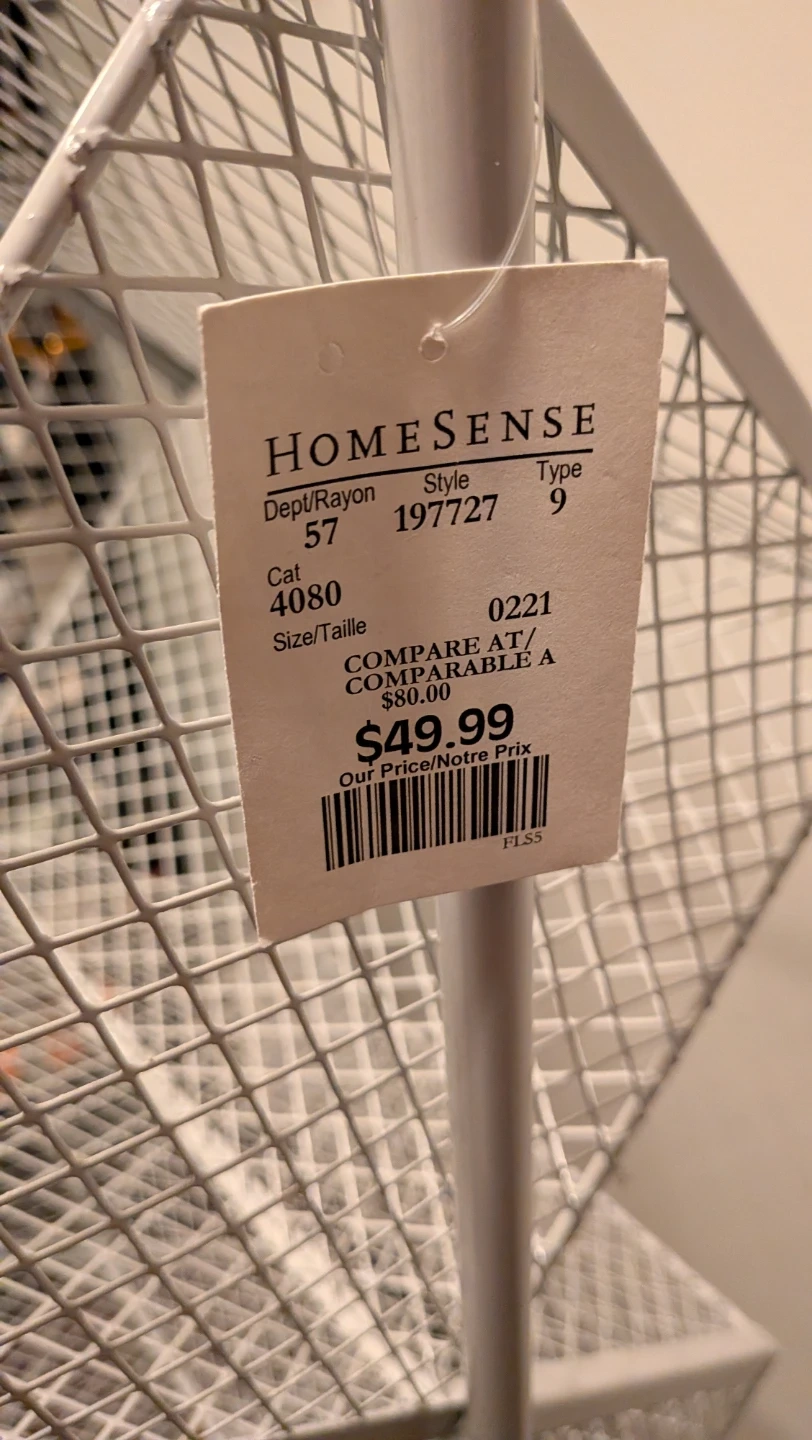 HOMESENSE
Dept/Rayon Style Type
57 197727 9
Cat
4080 0221
Size/Taille
COMPARE AT/
COMPARABLE A
$80.00
$49.99
Our Price/Notre Prix
FLS5